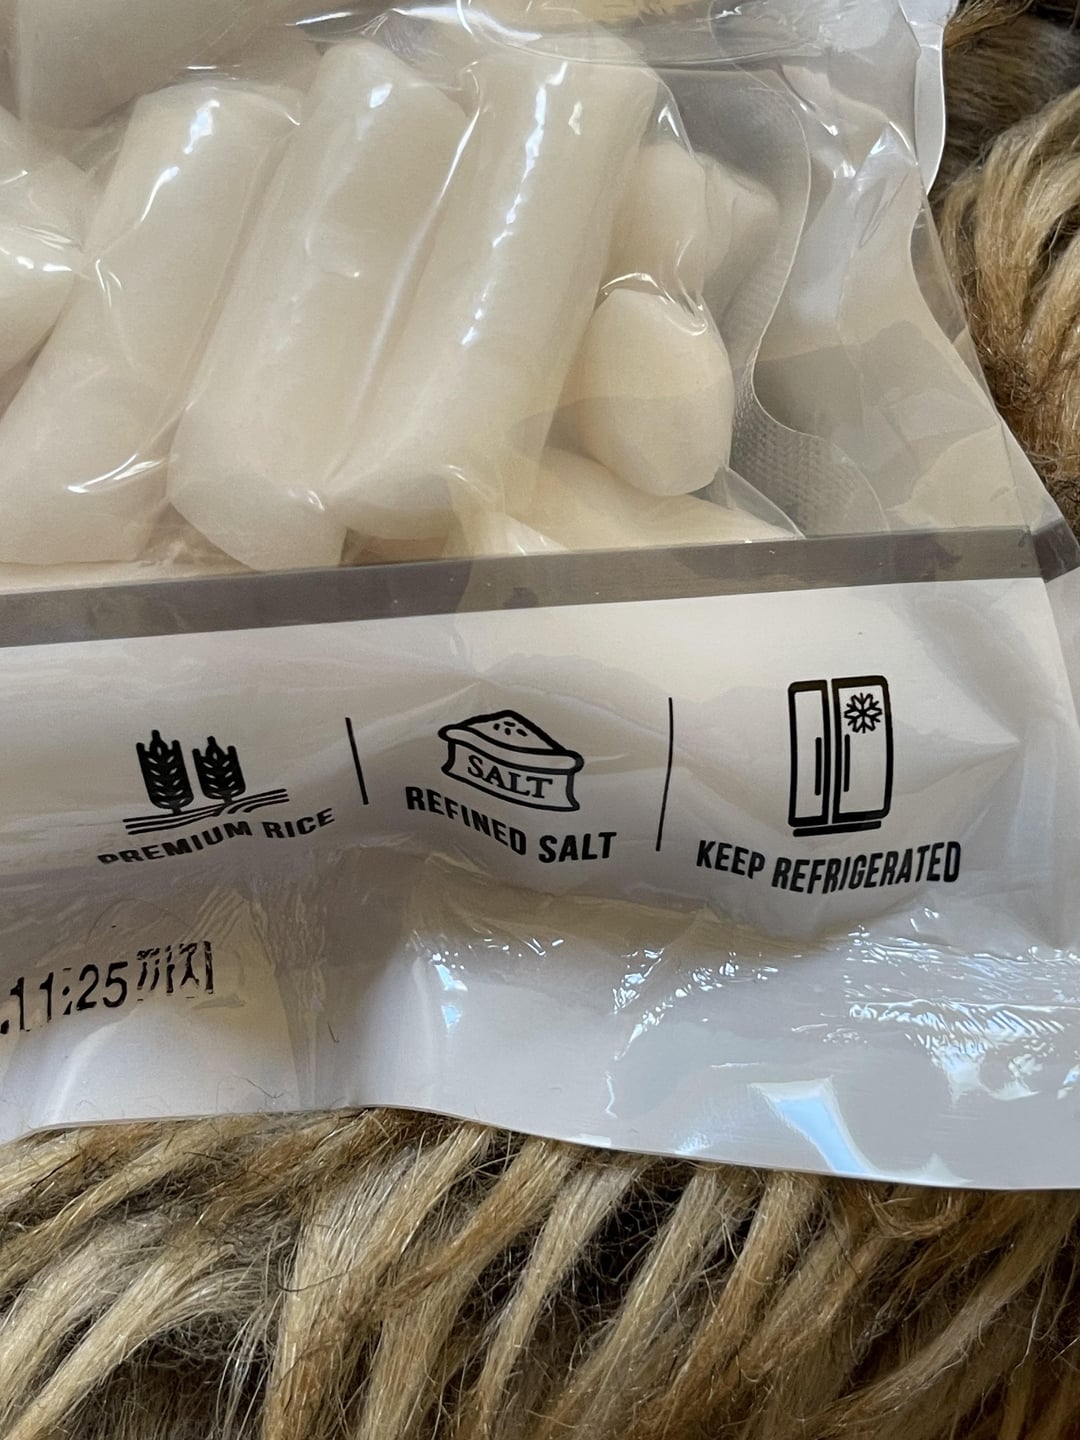 SALT
PREMIUM RICE
REFINED SALT
KEEP REFRIGERATED
.11:25까지